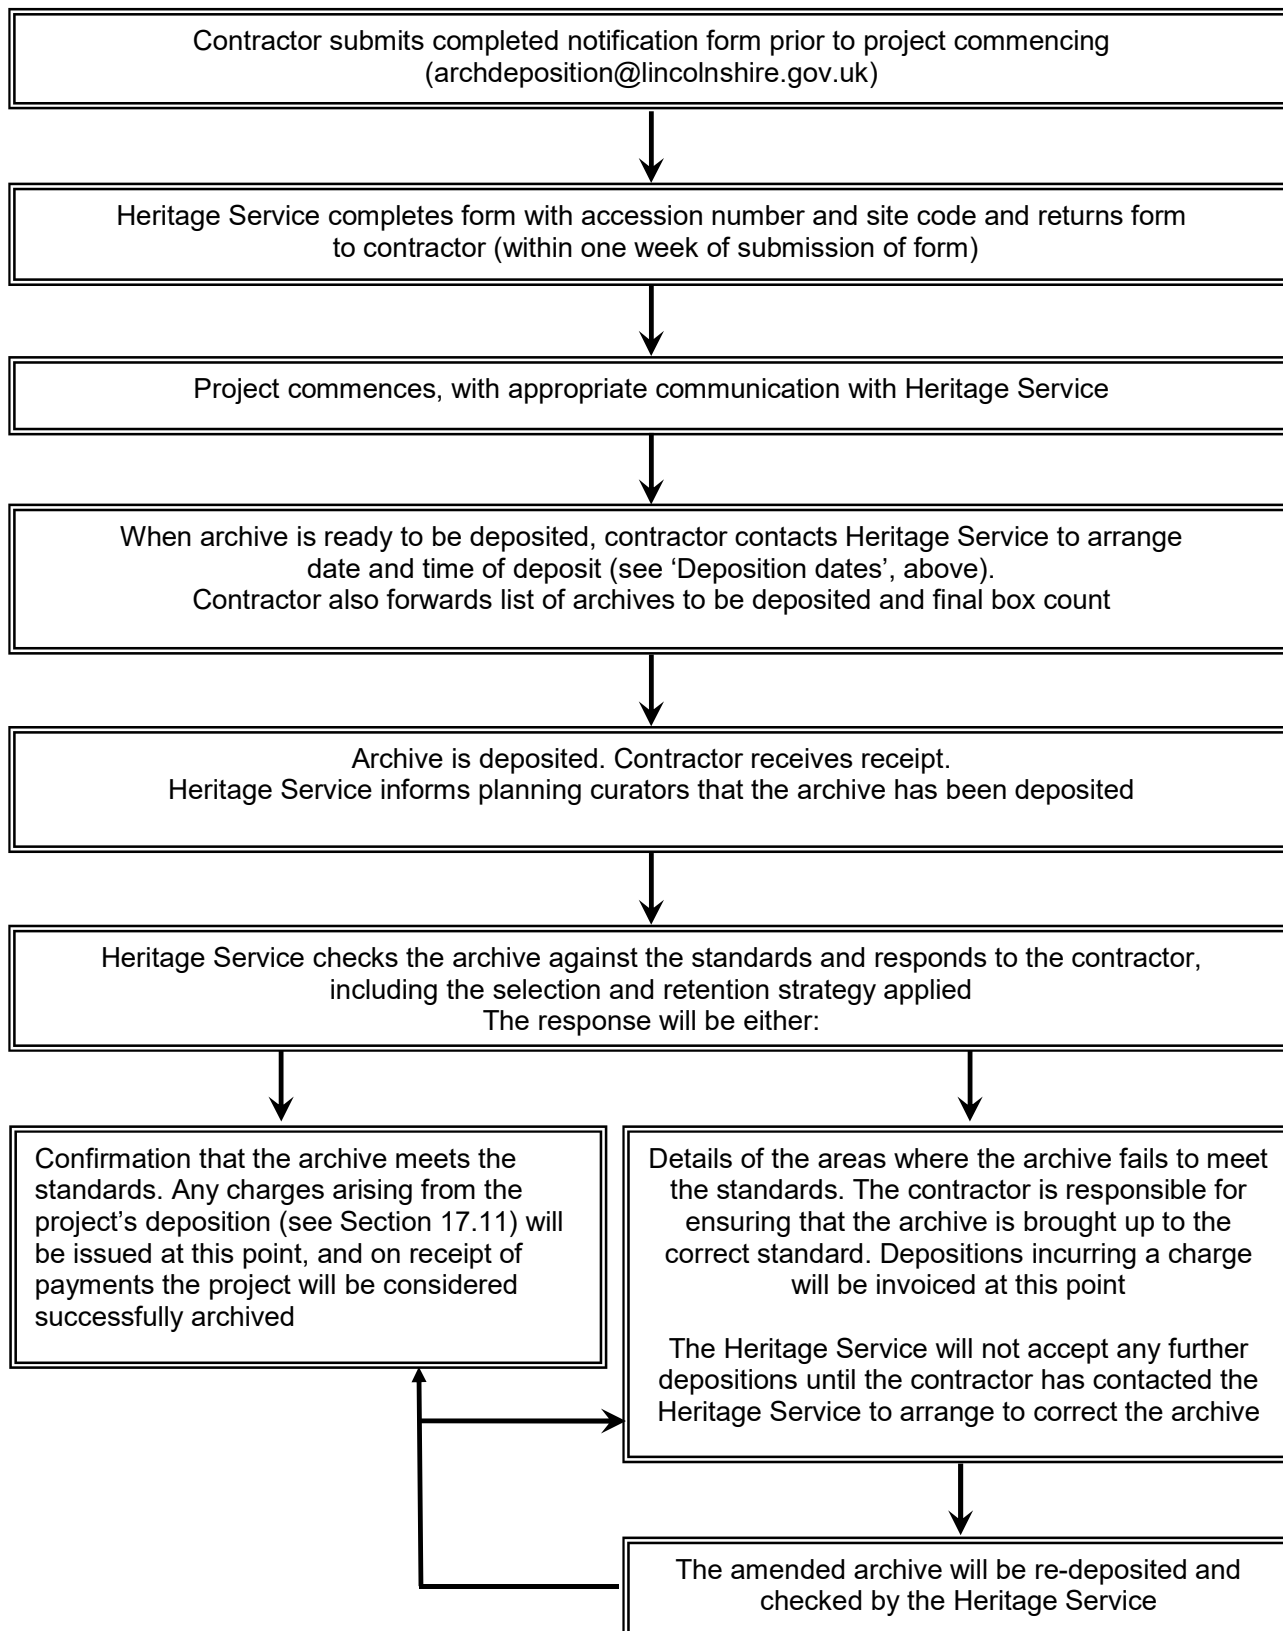 Contractor submits completed notification form prior to project commencing
(archdeposition@lincolnshire.gov.uk)
Heritage Service completes form with accession number and site code and returns form
to contractor (within one week of submission of form)
Project commences, with appropriate communication with Heritage Service
When archive is ready to be deposited, contractor contacts Heritage Service to arrange
date and time of deposit (see ‘Deposition dates’, above).
Contractor also forwards list of archives to be deposited and final box count
Archive is deposited. Contractor receives receipt.
Heritage Service informs planning curators that the archive has been deposited
Heritage Service checks the archive against the standards and responds to the contractor,
including the selection and retention strategy applied
The response will be either:
Confirmation that the archive meets the
standards. Any charges arising from the
project’s deposition (see Section 17.11) will
be issued at this point, and on receipt of
payments the project will be considered
successfully archived
Details of the areas where the archive fails to meet
the standards. The contractor is responsible for
ensuring that the archive is brought up to the
correct standard. Depositions incurring a charge
will be invoiced at this point
The Heritage Service will not accept any further
depositions until the contractor has contacted the
Heritage Service to arrange to correct the archive
The amended archive will be re-deposited and
checked by the Heritage Service